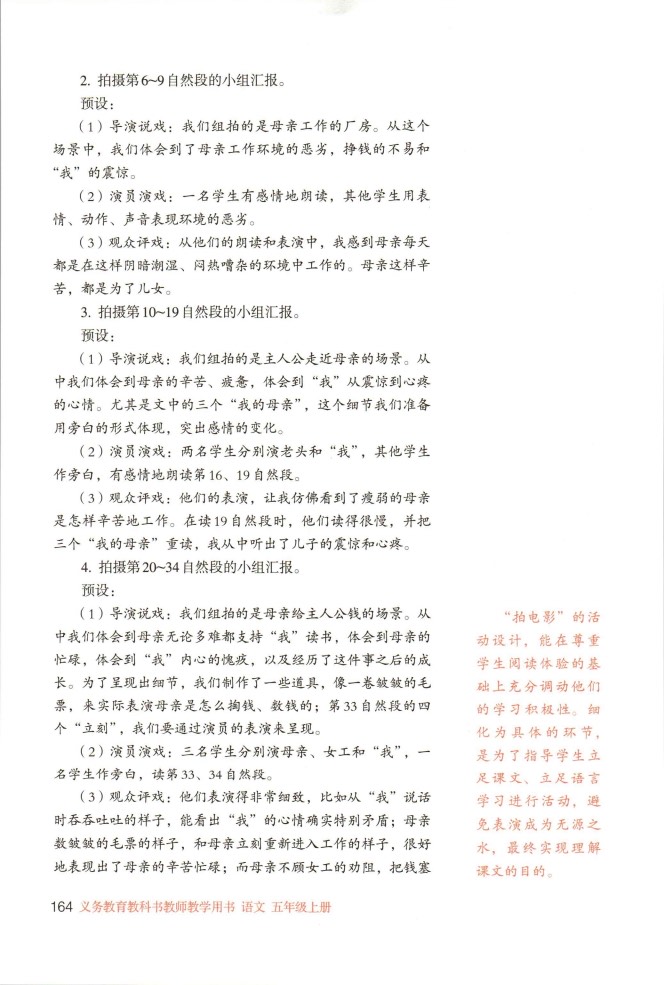 2. 拍摄第6~9自然段的小组汇报。
预设：
（1）导演说戏：我们组拍的是母亲工作的厂房。从这个
场景中，我们体会到了母亲工作环境的恶劣，挣钱的不易和
“我”的震惊。
（2）演员演戏：一名学生有感情地朗读，其他学生用表
情、动作、声音表现环境的恶劣。
（3）观众评戏：从他们的朗读和表演中，我感到母亲每天
都是在这样阴暗潮湿、闷热嘈杂的环境中工作的。母亲这样辛
苦，都是为了儿女。
3. 拍摄第10~19自然段的小组汇报。
预设：
（1）导演说戏：我们组拍的是主人公走近母亲的场景。从
中我们体会到母亲的辛苦、疲惫，体会到“我”从震惊到心疼
的心情。尤其是文中的三个“我的母亲”，这个细节我们准备
用旁白的形式体现，突出感情的变化。
（2）演员演戏：两名学生分别演老头和“我”，其他学生
作旁白，有感情地朗读第16、19自然段。
（3）观众评戏：他们的表演，让我仿佛看到了瘦弱的母亲
是怎样辛苦地工作。在读19自然段时，他们读得很慢，并把
三个“我的母亲”重读，我从中听出了儿子的震惊和心疼。
4. 拍摄第20~34自然段的小组汇报。
预设：
（1）导演说戏：我们组拍的是母亲给主人公钱的场景。从
中我们体会到母亲无论多难都支持“我”读书，体会到母亲的
忙碌，体会到“我”内心的愧疚，以及经历了这件事之后的成
长。为了呈现出细节，我们制作了一些道具，像一卷皱皱的毛
票，来实际表演母亲是怎么掏钱、数钱的；第33自然段的四
个“立刻”，我们要通过演员的表演来呈现。
（2）演员演戏：三名学生分别演母亲、女工和“我”，一
名学生作旁白，读第33、34自然段。
（3）观众评戏：他们表演得非常细致，比如从“我”说话
时吞吞吐吐的样子，能看出“我”的心情确实特别矛盾；母亲
数皱皱的毛票的样子，和母亲立刻重新进入工作的样子，很好
地表现出了母亲的辛苦忙碌；而母亲不顾女工的劝阻，把钱塞
“拍电影”的活
动设计，能在尊重
学生阅读体验的基
础上充分调动他们
的学习积极性。细
化为具体的环节，
是为了指导学生立
足课文、立足语言
学习进行活动，避
免表演成为无源之
水，最终实现理解
课文的目的。
164 义务教育教科书教师教学用书 语文 五年级上册